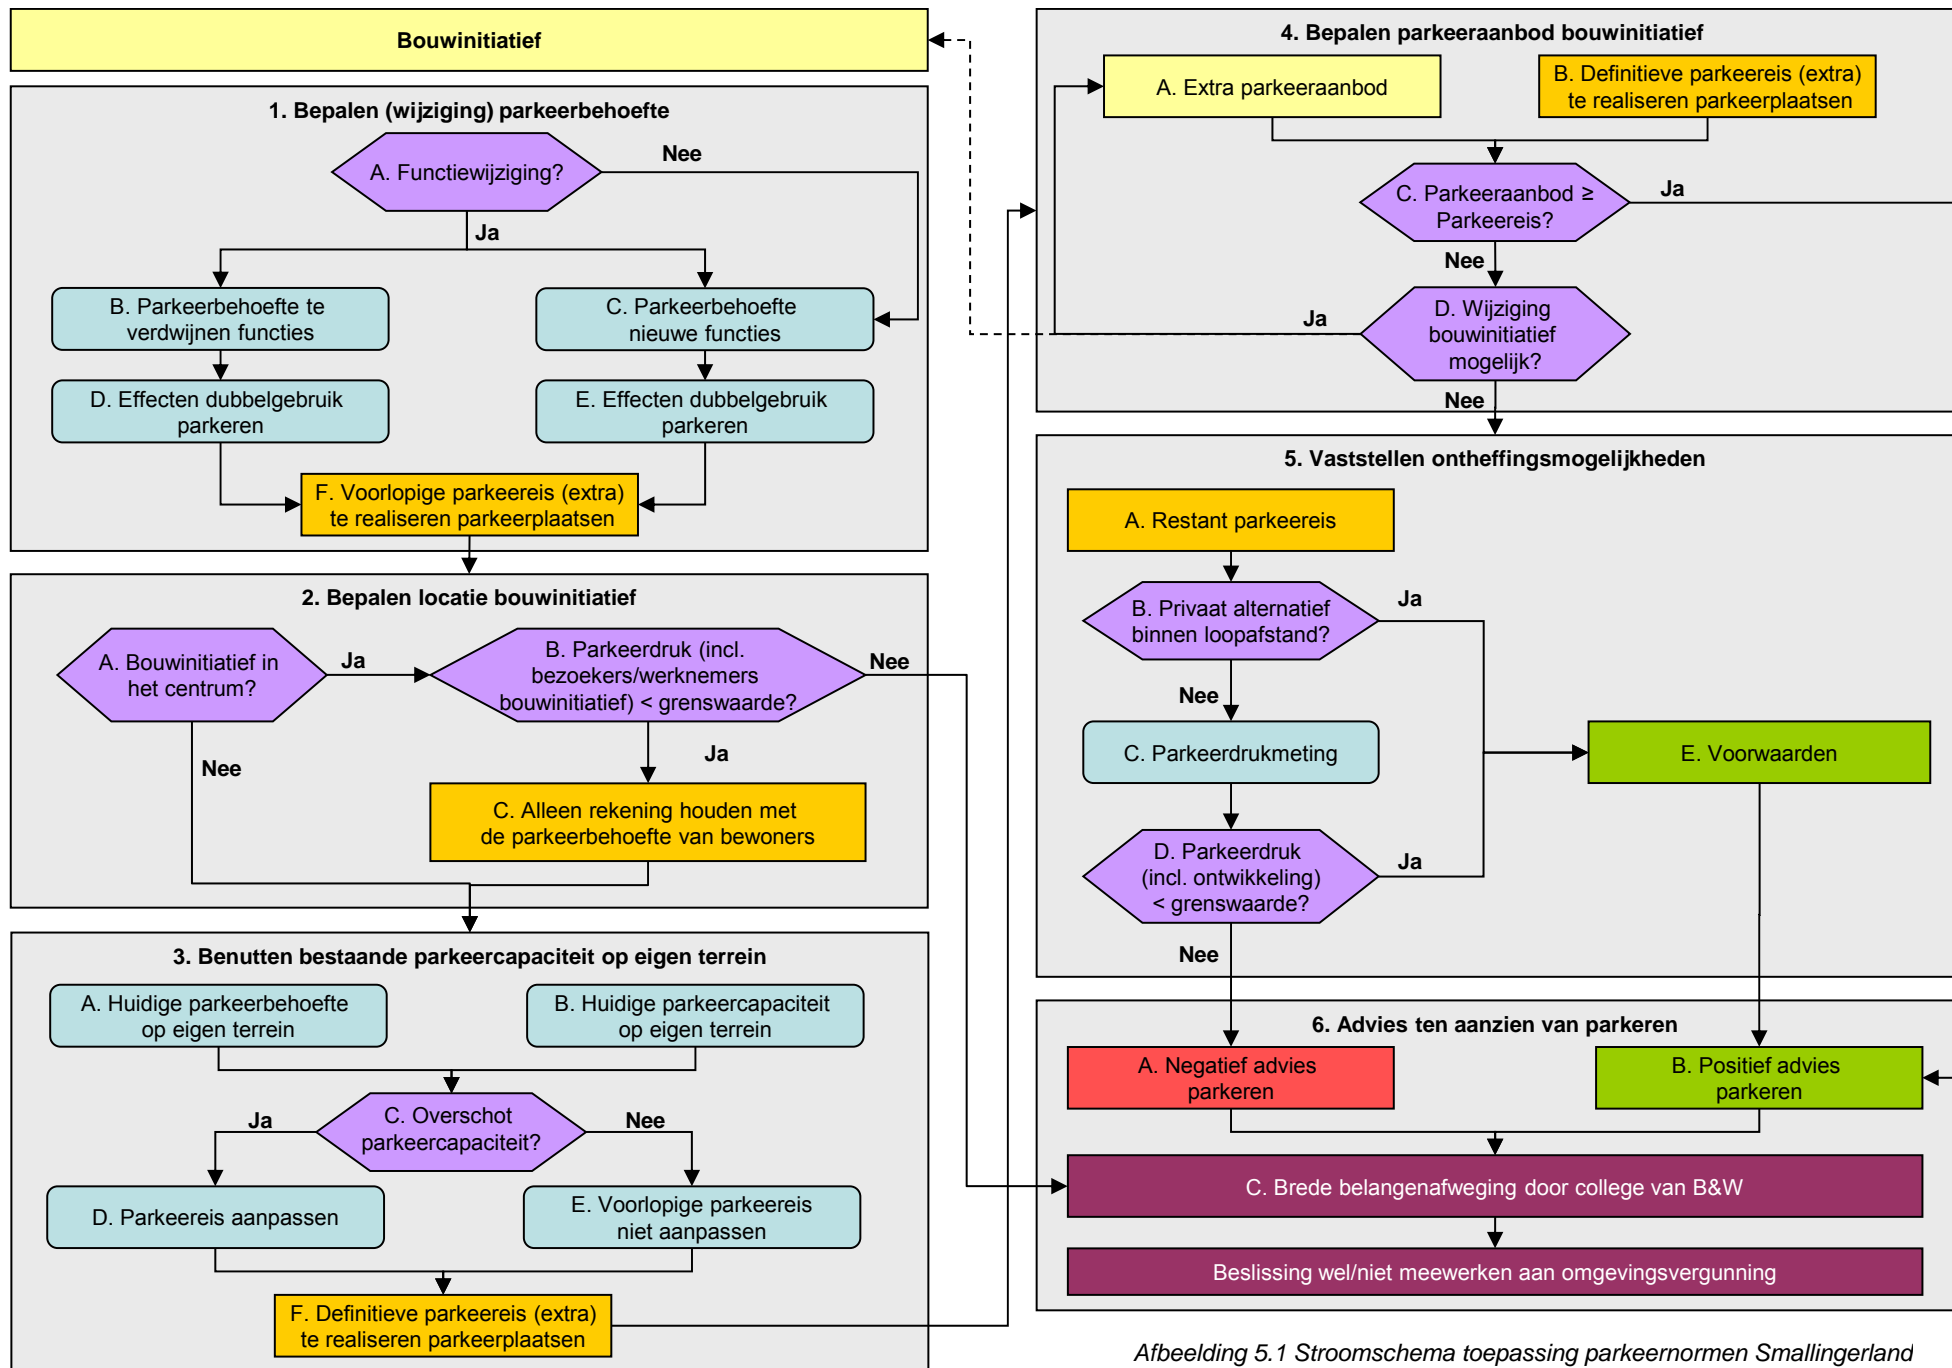 Bouwinitiatief
1. Bepalen (wijziging) parkeerbehoefte
A. Functiewijziging?
Nee
Ja
B. Parkeerbehoefte te
verdwijnen functies
C. Parkeerbehoefte
nieuwe functies
D. Effecten dubbelgebruik
parkeren
E. Effecten dubbelgebruik
parkeren
F. Voorlopige parkeereis (extra)
te realiseren parkeerplaatsen
2. Bepalen locatie bouwinitiatief
A. Bouwinitiatief in
het centrum?
Ja
B. Parkeerdruk (incl.
bezoekers/werknemers
bouwinitiatief) < grenswaarde?
Nee
Nee
Ja
C. Alleen rekening houden met
de parkeerbehoefte van bewoners
3. Benutten bestaande parkeercapaciteit op eigen terrein
A. Huidige parkeerbehoefte
op eigen terrein
B. Huidige parkeercapaciteit
op eigen terrein
C. Overschot
parkeercapaciteit?
Ja
Nee
D. Parkeereis aanpassen
E. Voorlopige parkeereis
niet aanpassen
F. Definitieve parkeereis (extra)
te realiseren parkeerplaatsen
4. Bepalen parkeeraanbod bouwinitiatief
A. Extra parkeeraanbod
B. Definitieve parkeereis (extra)
te realiseren parkeerplaatsen
C. Parkeeraanbod ≥
Parkeereis?
Ja
Nee
D. Wijziging
bouwinitiatief
mogelijk?
Ja
Nee
5. Vaststellen ontheffingsmogelijkheden
A. Restant parkeereis
B. Privaat alternatief
binnen loopafstand?
Ja
Nee
C. Parkeerdrukmeting
E. Voorwaarden
D. Parkeerdruk
(incl. ontwikkeling)
< grenswaarde?
Ja
Nee
6. Advies ten aanzien van parkeren
A. Negatief advies
parkeren
B. Positief advies
parkeren
C. Brede belangenafweging door college van B&W
Beslissing wel/niet meewerken aan omgevingsvergunning
Afbeelding 5.1 Stroomschema toepassing parkeernormen Smallingerland